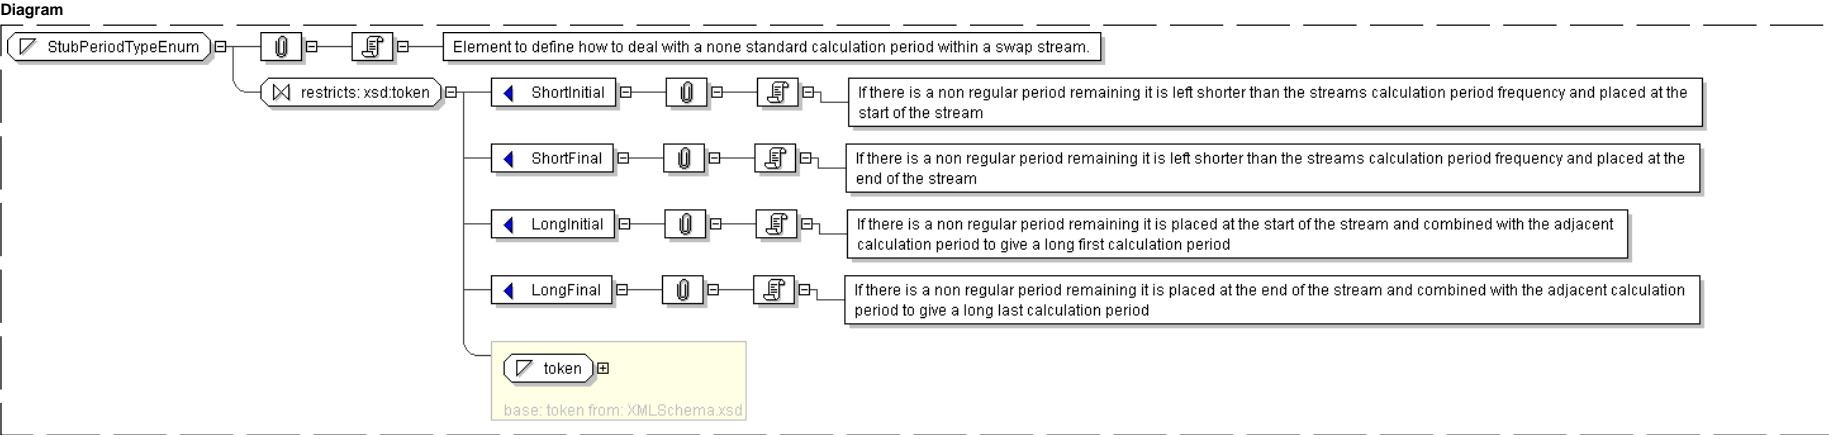 Diagram
StubPeriodTypeEnum
Element to define how to deal with a none standard calculation period within a swap stream.
restricts: xsd:token
ShortInitial
If there is a non regular period remaining it is left shorter than the streams calculation period frequency and placed at the
start of the stream
ShortFinal
If there is a non regular period remaining it is left shorter than the streams calculation period frequency and placed at the
end of the stream
LongInitial
If there is a non regular period remaining it is placed at the start of the stream and combined with the adjacent
calculation period to give a long first calculation period
LongFinal
If there is a non regular period remaining it is placed at the end of the stream and combined with the adjacent calculation
period to give a long last calculation period
token
base: token from: XMLSchema.xsd